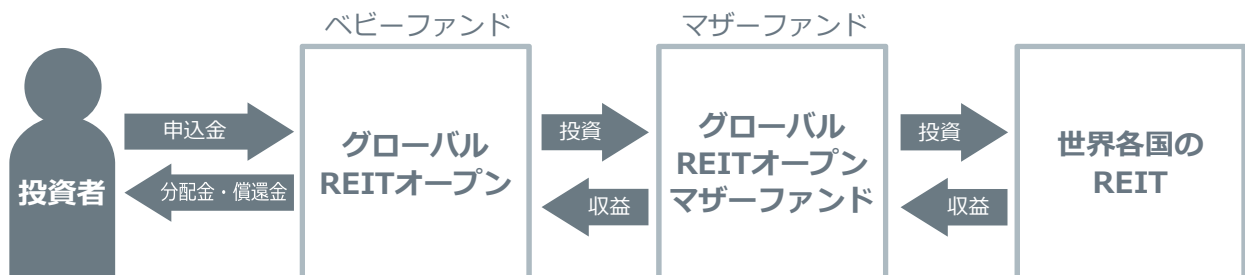 ベビーファンド
マザーファンド
投資者
申込金
分配金・償還金
グローバル
REITオープン
投資
収益
グローバル
REITオープン
マザーファンド
投資
収益
世界各国の
REIT